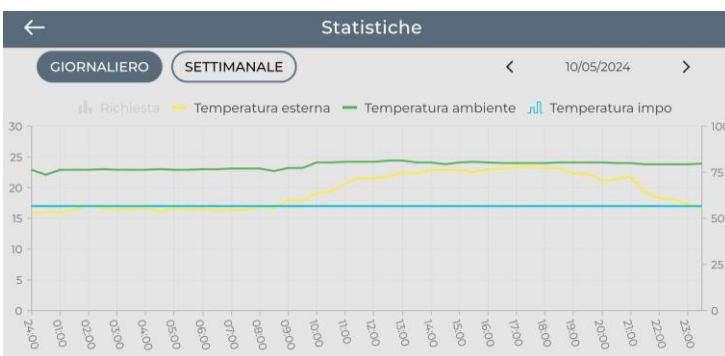 Statistiche
GIORNALIERO SETTIMANALE 10/05/2024
Richiesta Temperatura esterna Temperatura ambiente Temperatura impo
30 100
25
75
20
15 50
10
25
5
0 0
24:00 01:00 02:00 03:00 04:00 05:00 06:00 07:00 08:00 09:00 10:00 11:00 12:00 13:00 14:00 15:00 16:00 17:00 18:00 19:00 20:00 21:00 22:00 23:00